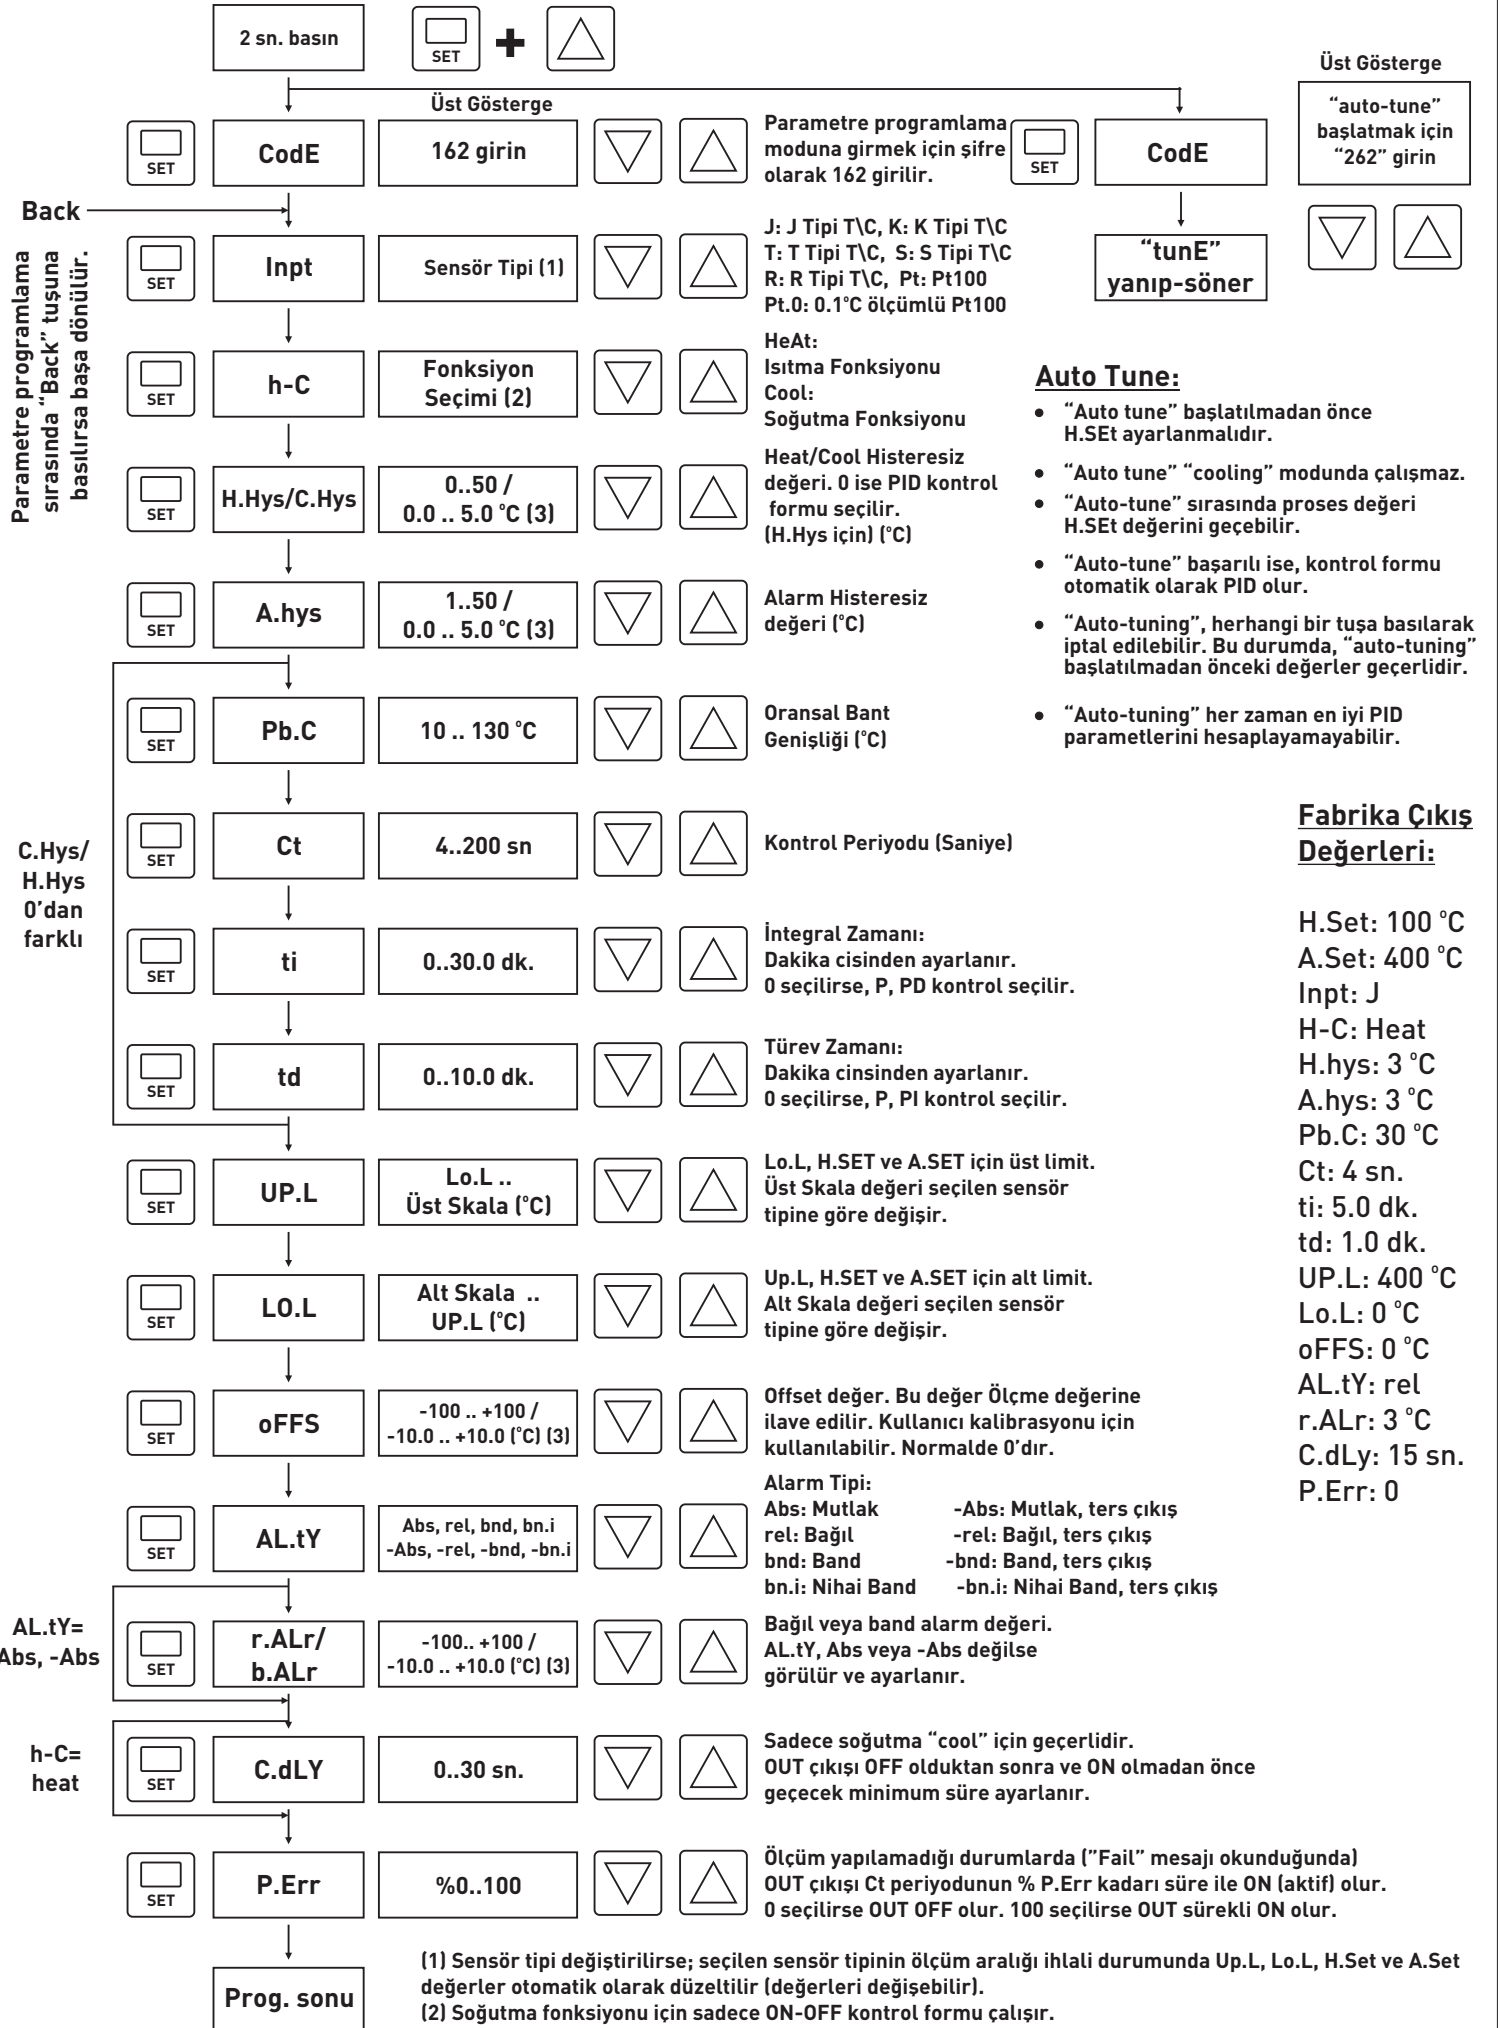 2 sn. basın
SET
+
Üst Gösterge
SET
CodE
162 girin
Parametre programlama
moduna girmek için şifre
olarak 162 girilir.
SET
CodE
Üst Gösterge
“auto-tune”
başlatmak için
“262” girin
“tunE”
yanıp-söner
Back
Parametre programlama
sırasında “Back” tuşuna
basılırsa başa dönülür.
SET
Inpt
Sensör Tipi (1)
J: J Tipi T\C, K: K Tipi T\C
T: T Tipi T\C, S: S Tipi T\C
R: R Tipi T\C, Pt: Pt100
Pt.0: 0.1°C ölçümlü Pt100
SET
h-C
Fonksiyon
Seçimi (2)
HeAt:
Isıtma Fonksiyonu
Cool:
Soğutma Fonksiyonu
SET
H.Hys/C.Hys
0..50 /
0.0 .. 5.0 °C (3)
Heat/Cool Histeresiz
değeri. 0 ise PID kontrol
formu seçilir.
(H.Hys için) (°C)
SET
A.hys
1..50 /
0.0 .. 5.0 °C (3)
Alarm Histeresiz
değeri (°C)
C.Hys/
H.Hys
0’dan
farklı
SET
Pb.C
10 .. 130 °C
Oransal Bant
Genişliği (°C)
SET
Ct
4..200 sn
Kontrol Periyodu (Saniye)
SET
ti
0..30.0 dk.
İntegral Zamanı:
Dakika cisinden ayarlanır.
0 seçilirse, P, PD kontrol seçilir.
SET
td
0..10.0 dk.
Türev Zamanı:
Dakika cinsinden ayarlanır.
0 seçilirse, P, PI kontrol seçilir.
SET
UP.L
Lo.L ..
Üst Skala (°C)
Lo.L, H.SET ve A.SET için üst limit.
Üst Skala değeri seçilen sensör
tipine göre değişir.
SET
LO.L
Alt Skala ..
UP.L (°C)
Up.L, H.SET ve A.SET için alt limit.
Alt Skala değeri seçilen sensör
tipine göre değişir.
SET
oFFS
-100 .. +100 /
-10.0 .. +10.0 (°C) (3)
Offset değer. Bu değer Ölçme değerine
ilave edilir. Kullanıcı kalibrasyonu için
kullanılabilir. Normalde 0’dır.
SET
AL.tY
Abs, rel, bnd, bn.i
-Abs, -rel, -bnd, -bn.i
Alarm Tipi:
Abs: Mutlak -Abs: Mutlak, ters çıkış
rel: Bağıl -rel: Bağıl, ters çıkış
bnd: Band -bnd: Band, ters çıkış
bn.i: Nihai Band -bn.i: Nihai Band, ters çıkış
AL.tY=
Abs, -Abs
SET
r.ALr/
b.ALr
-100.. +100 /
-10.0 .. +10.0 (°C) (3)
Bağıl veya band alarm değeri.
AL.tY, Abs veya -Abs değilse
görülür ve ayarlanır.
h-C=
heat
SET
C.dLY
0..30 sn.
Sadece soğutma “cool” için geçerlidir.
OUT çıkışı OFF olduktan sonra ve ON olmadan önce
geçecek minimum süre ayarlanır.
SET
P.Err
%0..100
Ölçüm yapılamadığı durumlarda (”Fail” mesajı okunduğunda)
OUT çıkışı Ct periyodunun % P.Err kadarı süre ile ON (aktif) olur.
0 seçilirse OUT OFF olur. 100 seçilirse OUT sürekli ON olur.
Prog. sonu
Auto Tune:
• “Auto tune” başlatılmadan önce
H.SEt ayarlanmalıdır.
• “Auto tune” “cooling” modunda çalışmaz.
• “Auto-tune” sırasında proses değeri
H.SEt değerini geçebilir.
• “Auto-tune” başarılı ise, kontrol formu
otomatik olarak PID olur.
• “Auto-tuning”, herhangi bir tuşa basılarak
iptal edilebilir. Bu durumda, “auto-tuning”
başlatılmadan önceki değerler geçerlidir.
• “Auto-tuning” her zaman en iyi PID
parametlerini hesaplayamayabilir.
Fabrika Çıkış
Değerleri:
H.Set: 100 °C
A.Set: 400 °C
Inpt: J
H-C: Heat
H.hys: 3 °C
A.hys: 3 °C
Pb.C: 30 °C
Ct: 4 sn.
ti: 5.0 dk.
td: 1.0 dk.
UP.L: 400 °C
Lo.L: 0 °C
oFFS: 0 °C
AL.tY: rel
r.ALr: 3 °C
C.dLy: 15 sn.
P.Err: 0
(1) Sensör tipi değiştirilirse; seçilen sensör tipinin ölçüm aralığı ihlali durumunda Up.L, Lo.L, H.Set ve A.Set
değerler otomatik olarak düzeltilir (değerleri değişebilir).
(2) Soğutma fonksiyonu için sadece ON-OFF kontrol formu çalışır.